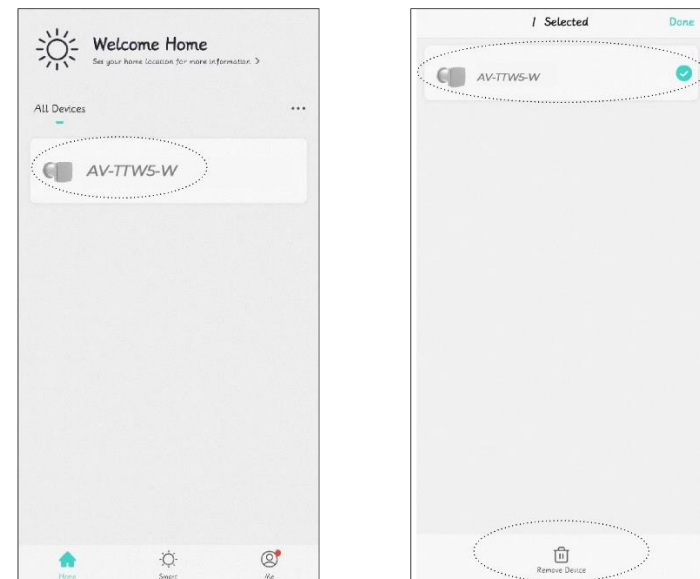 Welcome Home
Set your home location for more information >
All Devices
...
AV-TTW5-W
Home
Smart
Me
1 Selected
Done
AV-TTW5-W
Remove Device